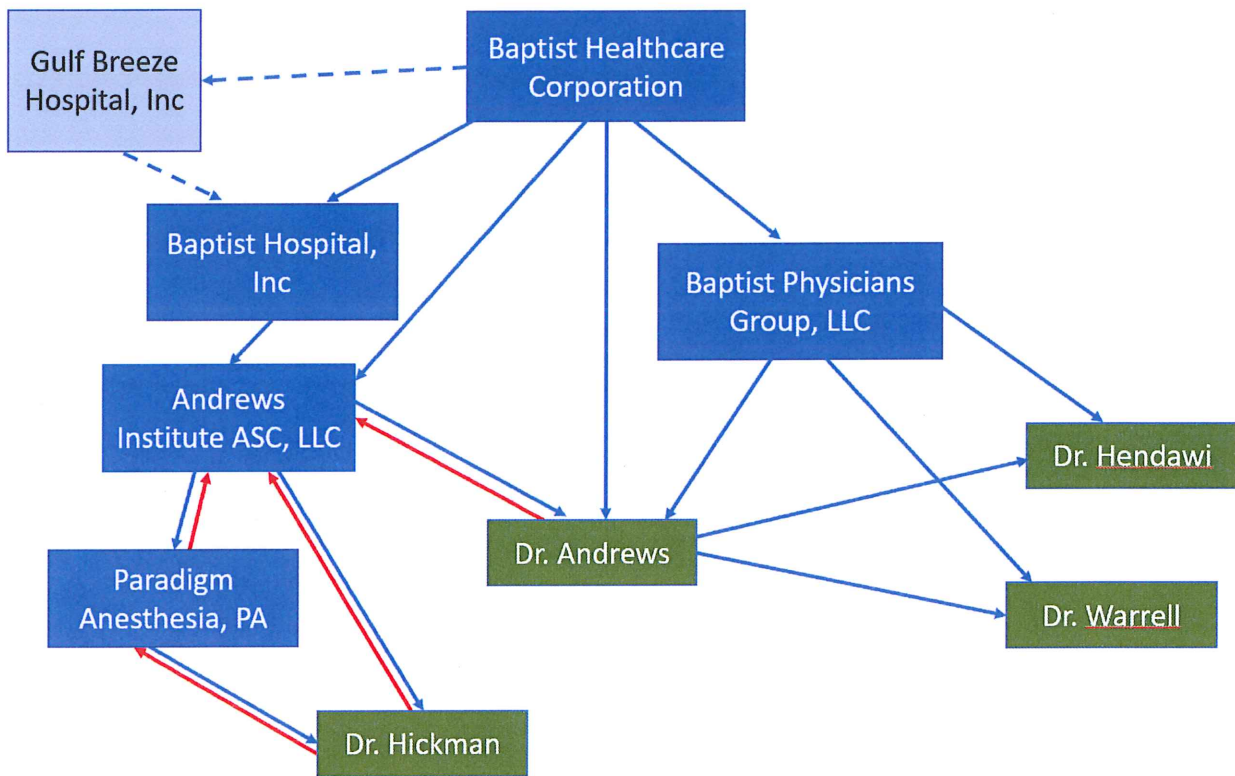 Gulf Breeze
Hospital, Inc
Baptist Healthcare
Corporation
Baptist Hospital,
Inc
Baptist Physicians
Group, LLC
Andrews
Institute ASC, LLC
Dr. Hendawi
Dr. Andrews
Paradigm
Anesthesia, PA
Dr. Warrell
Dr. Hickman